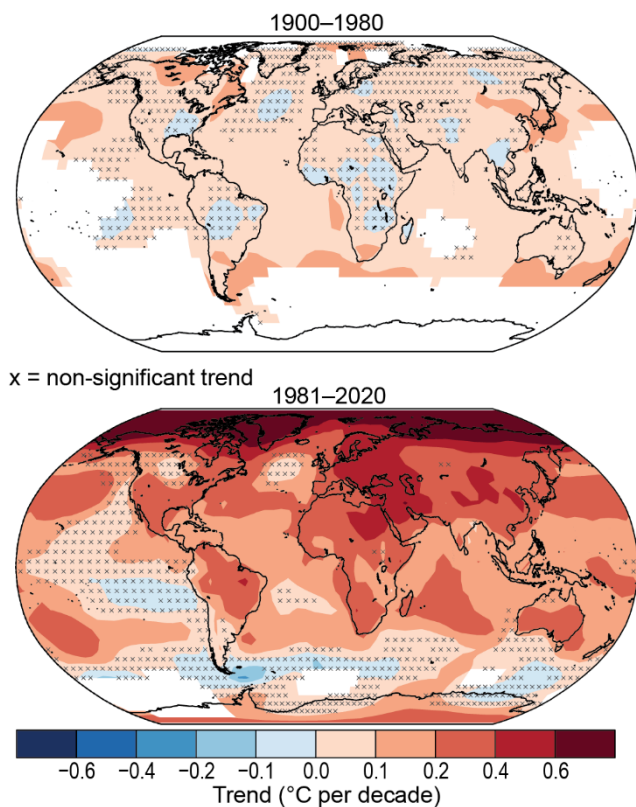 1900–1980
x = non-significant trend
1981–2020
−0.6 −0.4 −0.2 −0.1 0.0 0.1 0.2 0.4 0.6
Trend (°C per decade)